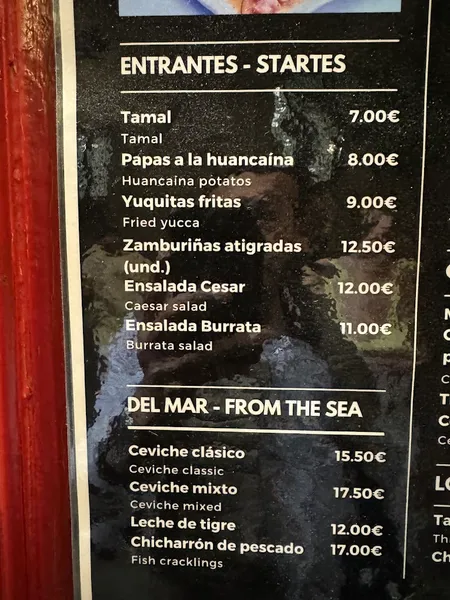 ENTRANTES - STARTES
Tamal 7.00€
Tamal
Papas a la huancaína 8.00€
Huancaina potatos
Yuquitas fritas 9.00€
Fried yucca
Zamburiñas atigradas 12.50€
(und.)
Ensalada Cesar 12.00€
Caesar salad
Ensalada Burrata 11.00€
Burrata salad
DEL MAR - FROM THE SEA
Ceviche clásico 15.50€
Ceviche classic
Ceviche mixto 17.50€
Ceviche mixed
Leche de tigre 12.00€
Chicharrón de pescado 17.00€
Fish cracklings